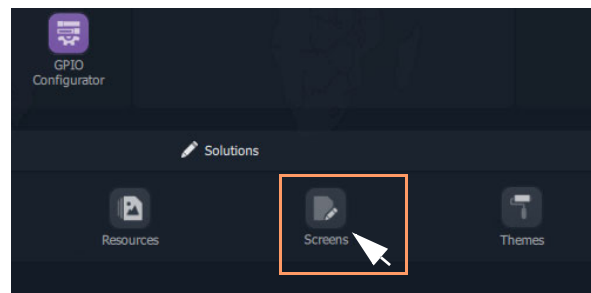 GPIO
Configurator
Solutions
Resources
Screens
Themes